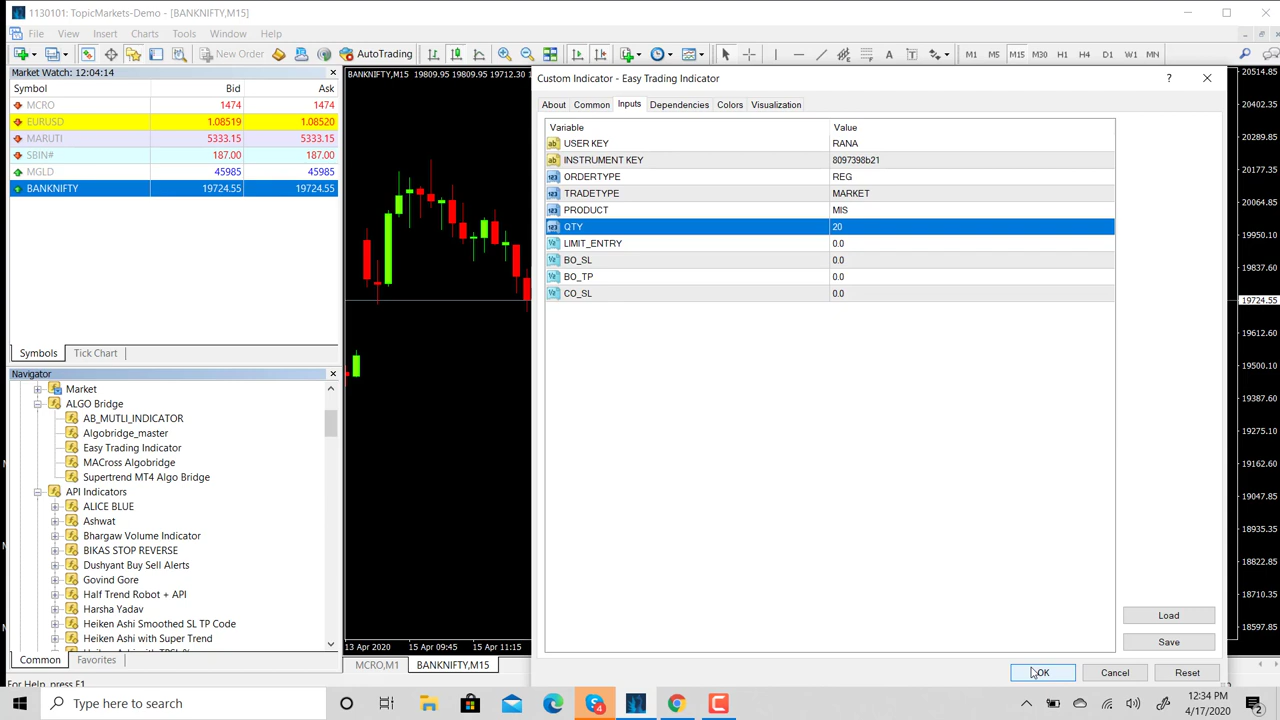 1130101: TopicMarkets-Demo - [BANKNIFTY,M15]
File View Insert Charts Tools Window Help
New Order AutoTrading A T M1 M5 M15 M30 H1 H4 D1 W1 MN
Market Watch: 12:04:14
Symbol Bid Ask
MCRO 1474 1474
EURUSD 1.08519 1.08520
MARUTI 5333.15 5333.15
SBIN# 187.00 187.00
MGLD 45985 45985
BANKNIFTY 19724.55 19724.55
Symbols Tick Chart
Navigator
Market
ALGO Bridge
AB_MUTLI_INDICATOR
Algobridge_master
Easy Trading Indicator
MACross Algobridge
Supertrend MT4 Algo Bridge
API Indicators
ALICE BLUE
Ashwat
Bhargaw Volume Indicator
BIKAS STOP REVERSE
Dushyant Buy Sell Alerts
Govind Gore
Half Trend Robot + API
Harsha Yadav
Heiken Ashi Smoothed SL TP Code
Heiken Ashi with Super Trend
Common Favorites
For Help, press F1
BANKNIFTY,M15 19809.95 19809.95 19712.30
13 Apr 2020 15 Apr 09:45 15 Apr 11:15
MCRO,M1 BANKNIFTY,M15
Custom Indicator - Easy Trading Indicator
? ×
About Common Inputs Dependencies Colors Visualization
Variable Value
USER KEY RANA
INSTRUMENT KEY 8097398b21
ORDERTYPE REG
TRADETYPE MARKET
PRODUCT MIS
QTY 20
LIMIT_ENTRY 0.0
BO_SL 0.0
BO_TP 0.0
CO_SL 0.0
Load
Save
OK Cancel Reset
20514.85
20402.35
20289.85
20177.35
20064.85
19950.10
19837.60
19724.55
19612.60
19500.10
19387.60
19275.10
19162.60
19047.85
18935.35
18822.85
18710.35
18597.85
Type here to search
4
12:34 PM
4/17/2020
2